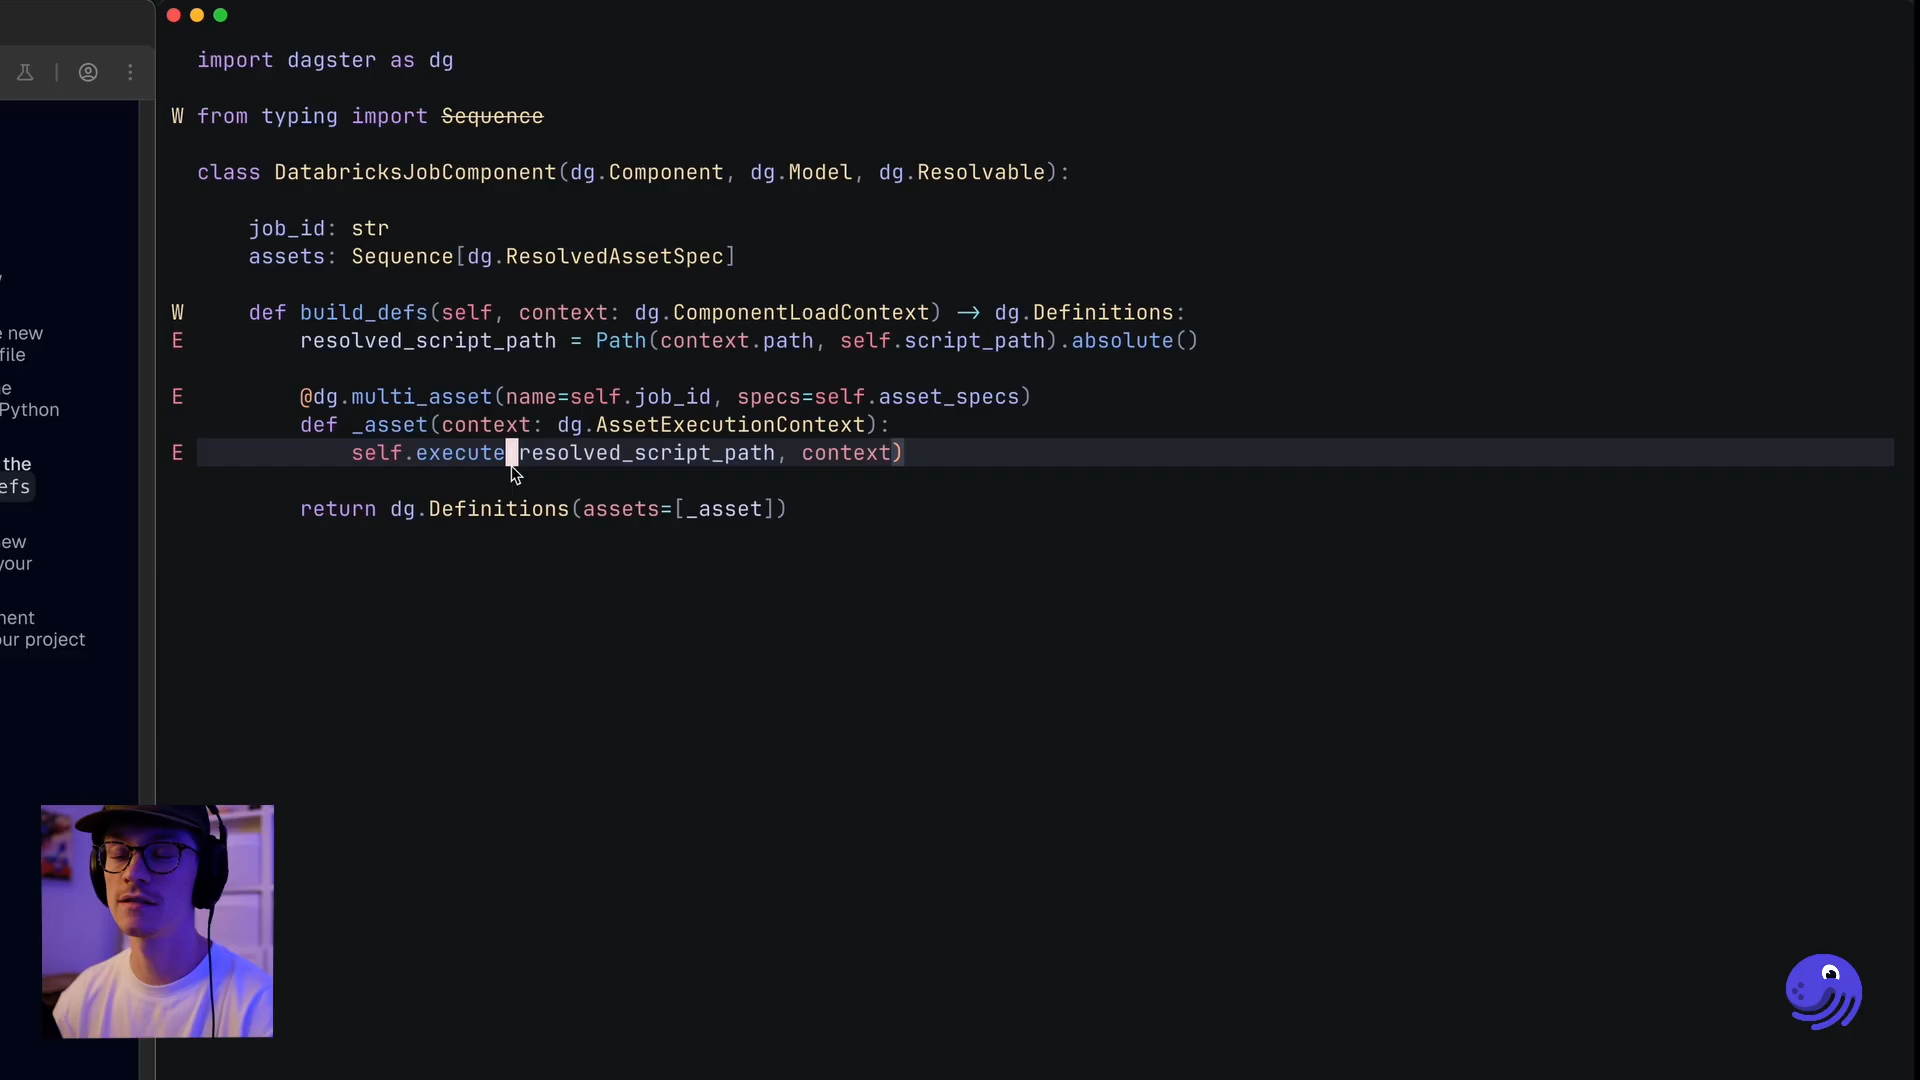 import dagster as dg
W from typing import Sequence
class DatabricksJobComponent(dg.Component, dg.Model, dg.Resolvable):
job_id: str
assets: Sequence[dg.ResolvedAssetSpec]
W def build_defs(self, context: dg.ComponentLoadContext) -> dg.Definitions:
E resolved_script_path = Path(context.path, self.script_path).absolute()
E @dg.multi_asset(name=self.job_id, specs=self.asset_specs)
def _asset(context: dg.AssetExecutionContext):
E self.execute(resolved_script_path, context)
return dg.Definitions(assets=[_asset])
new
file
Python
the
efs
ew
your
nent
our project